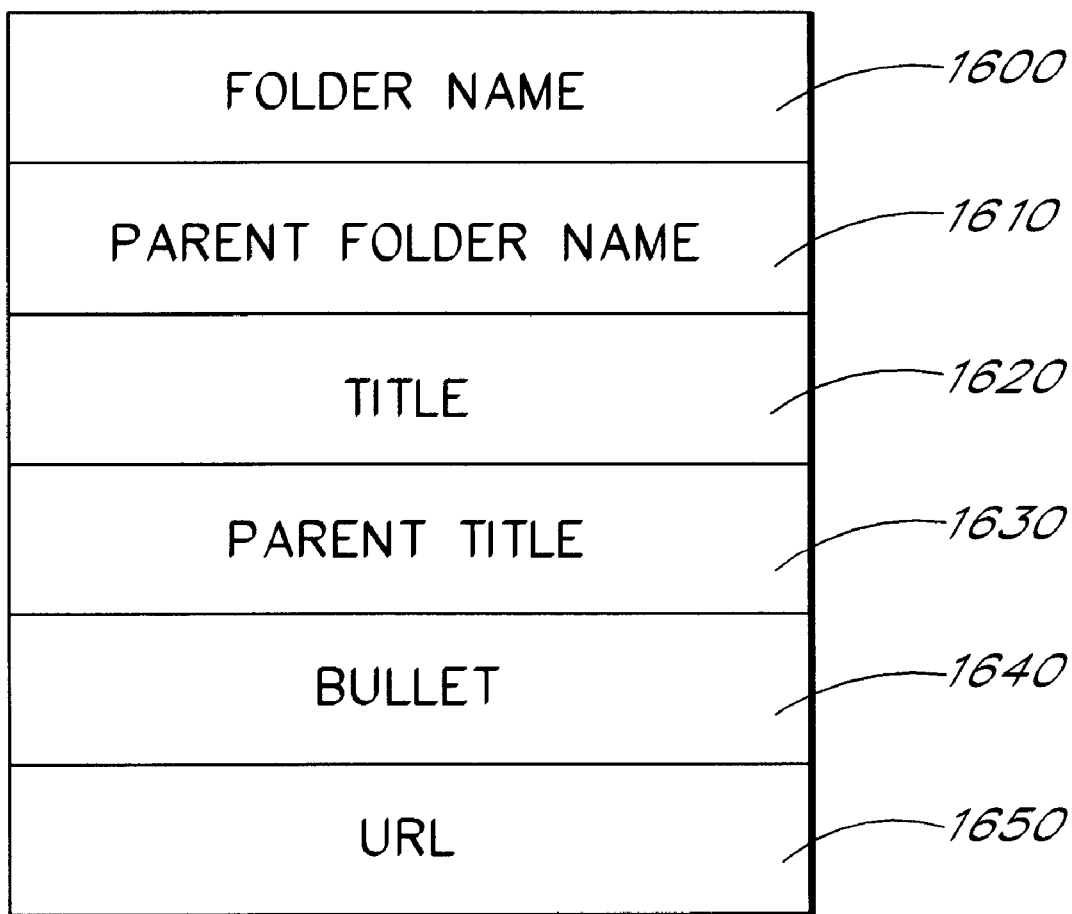 FOLDER NAME
1600
PARENT FOLDER NAME
1610
TITLE
1620
PARENT TITLE
1630
BULLET
1640
URL
1650